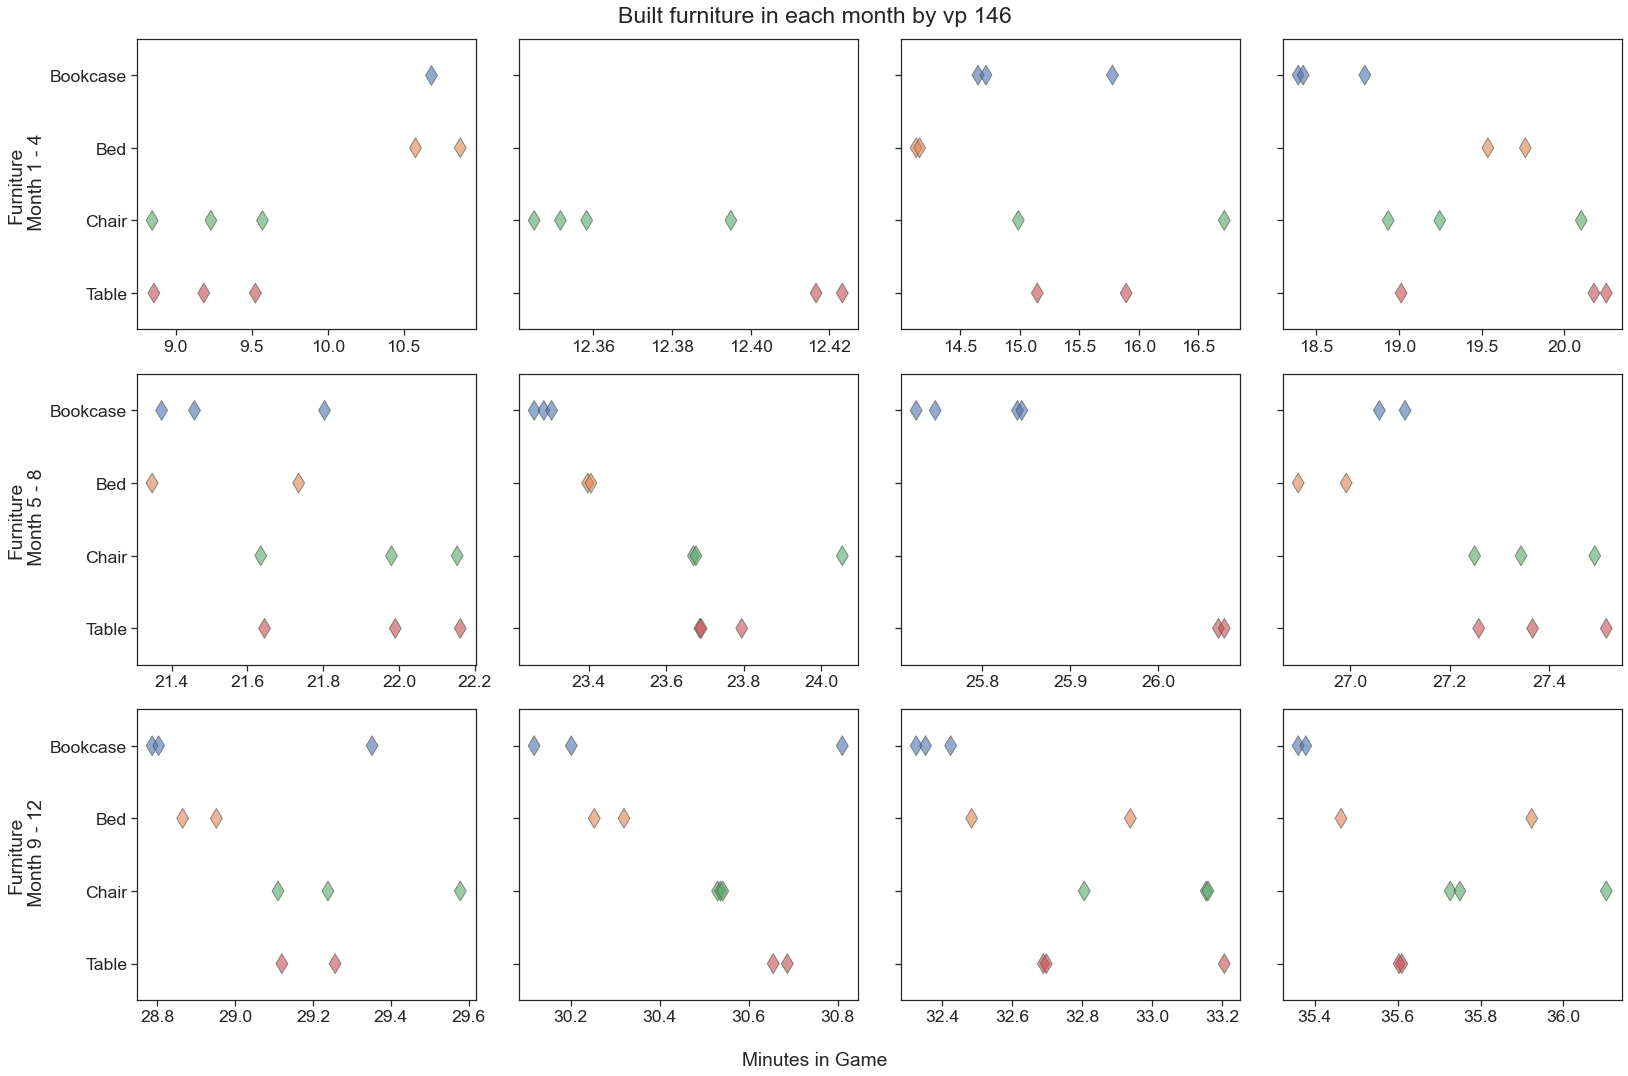 Built furniture in each month by vp 146
Furniture
Month 1 - 4
Bookcase
Bed
Chair
Table
9.0 9.5 10.0 10.5
12.36 12.38 12.40 12.42
14.5 15.0 15.5 16.0 16.5
18.5 19.0 19.5 20.0
Furniture
Month 5 - 8
Bookcase
Bed
Chair
Table
21.4 21.6 21.8 22.0 22.2
23.4 23.6 23.8 24.0
25.8 25.9 26.0
27.0 27.2 27.4
Furniture
Month 9 - 12
Bookcase
Bed
Chair
Table
28.8 29.0 29.2 29.4 29.6
30.2 30.4 30.6 30.8
32.4 32.6 32.8 33.0 33.2
35.4 35.6 35.8 36.0
Minutes in Game